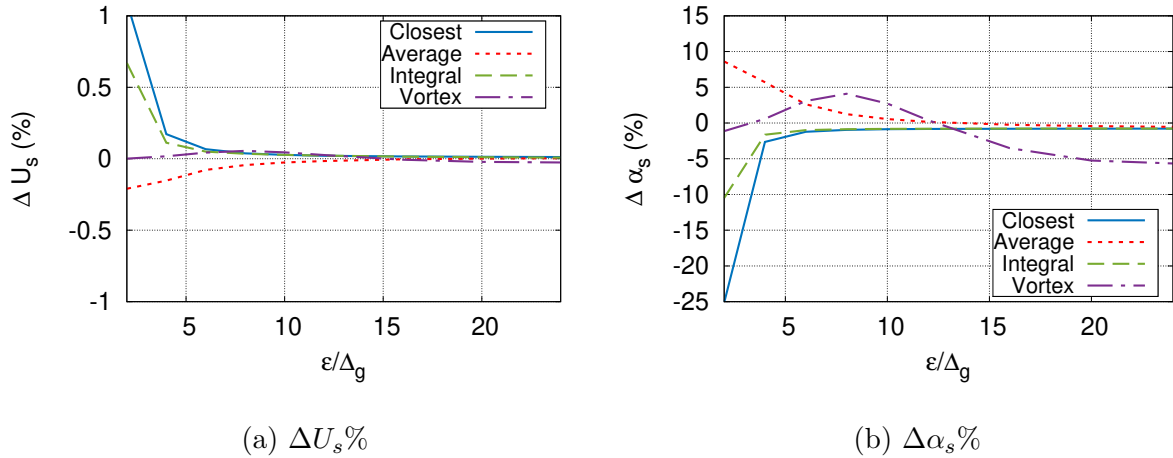 1
0.5
0
-0.5
-1
5
10
15
20
Δ U_s (%)
ε/Δ_g
Closest
Average
Integral
Vortex
(a) ΔU_s%
15
10
5
0
-5
-10
-15
-20
-25
5
10
15
20
Δ α_s (%)
ε/Δ_g
Closest
Average
Integral
Vortex
(b) Δα_s%